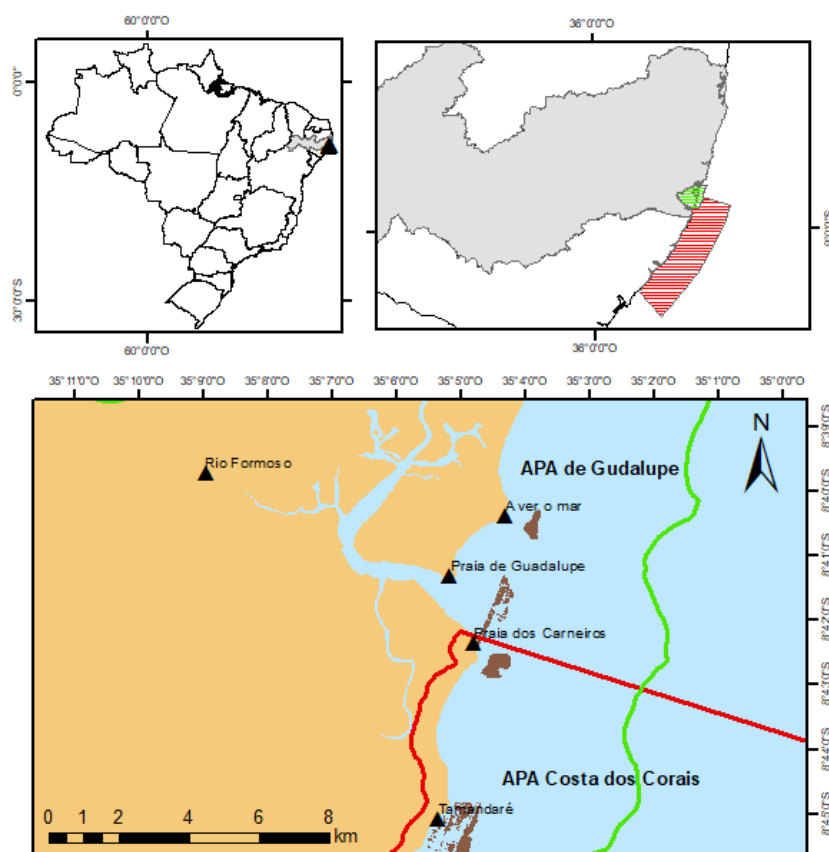 60°0'0"O
36°0'0"O
0°0'0"
30°0'0"S
9°0'0"S
60°0'0"O
36°0'0"O
35°11'0"O 35°10'0"O 35°9'0"O 35°8'0"O 35°7'0"O 35°6'0"O 35°5'0"O 35°4'0"O 35°3'0"O 35°2'0"O 35°1'0"O 35°0'0"O
N
APA de Gudalupe
Rio Formoso
A ver o mar
Praia de Guadalupe
Praia dos Carneiros
APA Costa dos Corais
Tamandaré
0 1 2 4 6 8
km
8°39'0"S
8°40'0"S
8°41'0"S
8°42'0"S
8°43'0"S
8°44'0"S
8°45'0"S